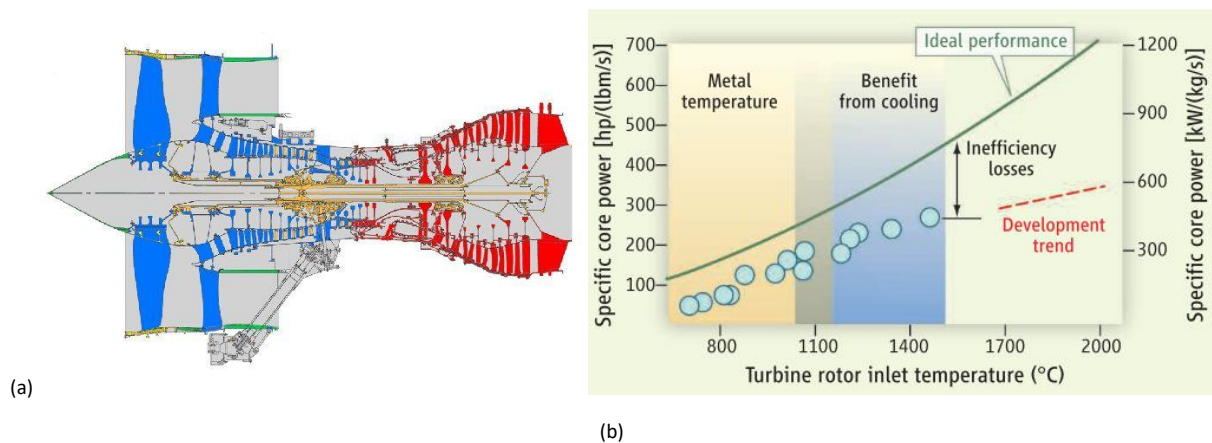 (a)
Specific core power [hp/(lbm/s)]
700
600
500
400
300
200
100
Ideal performance
Metal
temperature
Benefit
from cooling
Inefficiency
losses
Development
trend
1200
900
600
300
Specific core power [kW/(kg/s)]
800 1100 1400 1700 2000
Turbine rotor inlet temperature (°C)
(b)